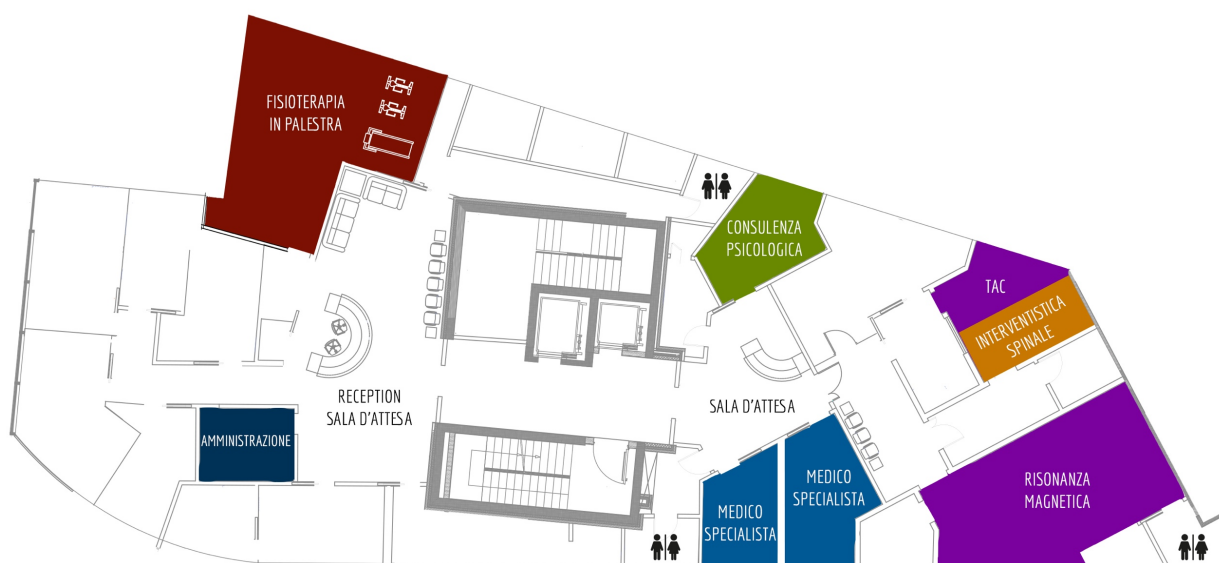 FISIOTERAPIA
IN PALESTRA
CONSULENZA
PSICOLOGICA
TAC
INTERVENTISTICA
SPINALE
RECEPTION
SALA D'ATTESA
SALA D'ATTESA
AMMINISTRAZIONE
MEDICO
SPECIALISTA
MEDICO
SPECIALISTA
RISONANZA
MAGNETICA